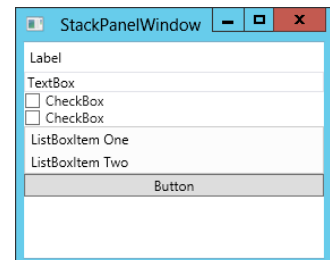 StackPanelWindow
Label
TextBox
CheckBox
CheckBox
ListBoxItem One
ListBoxItem Two
Button